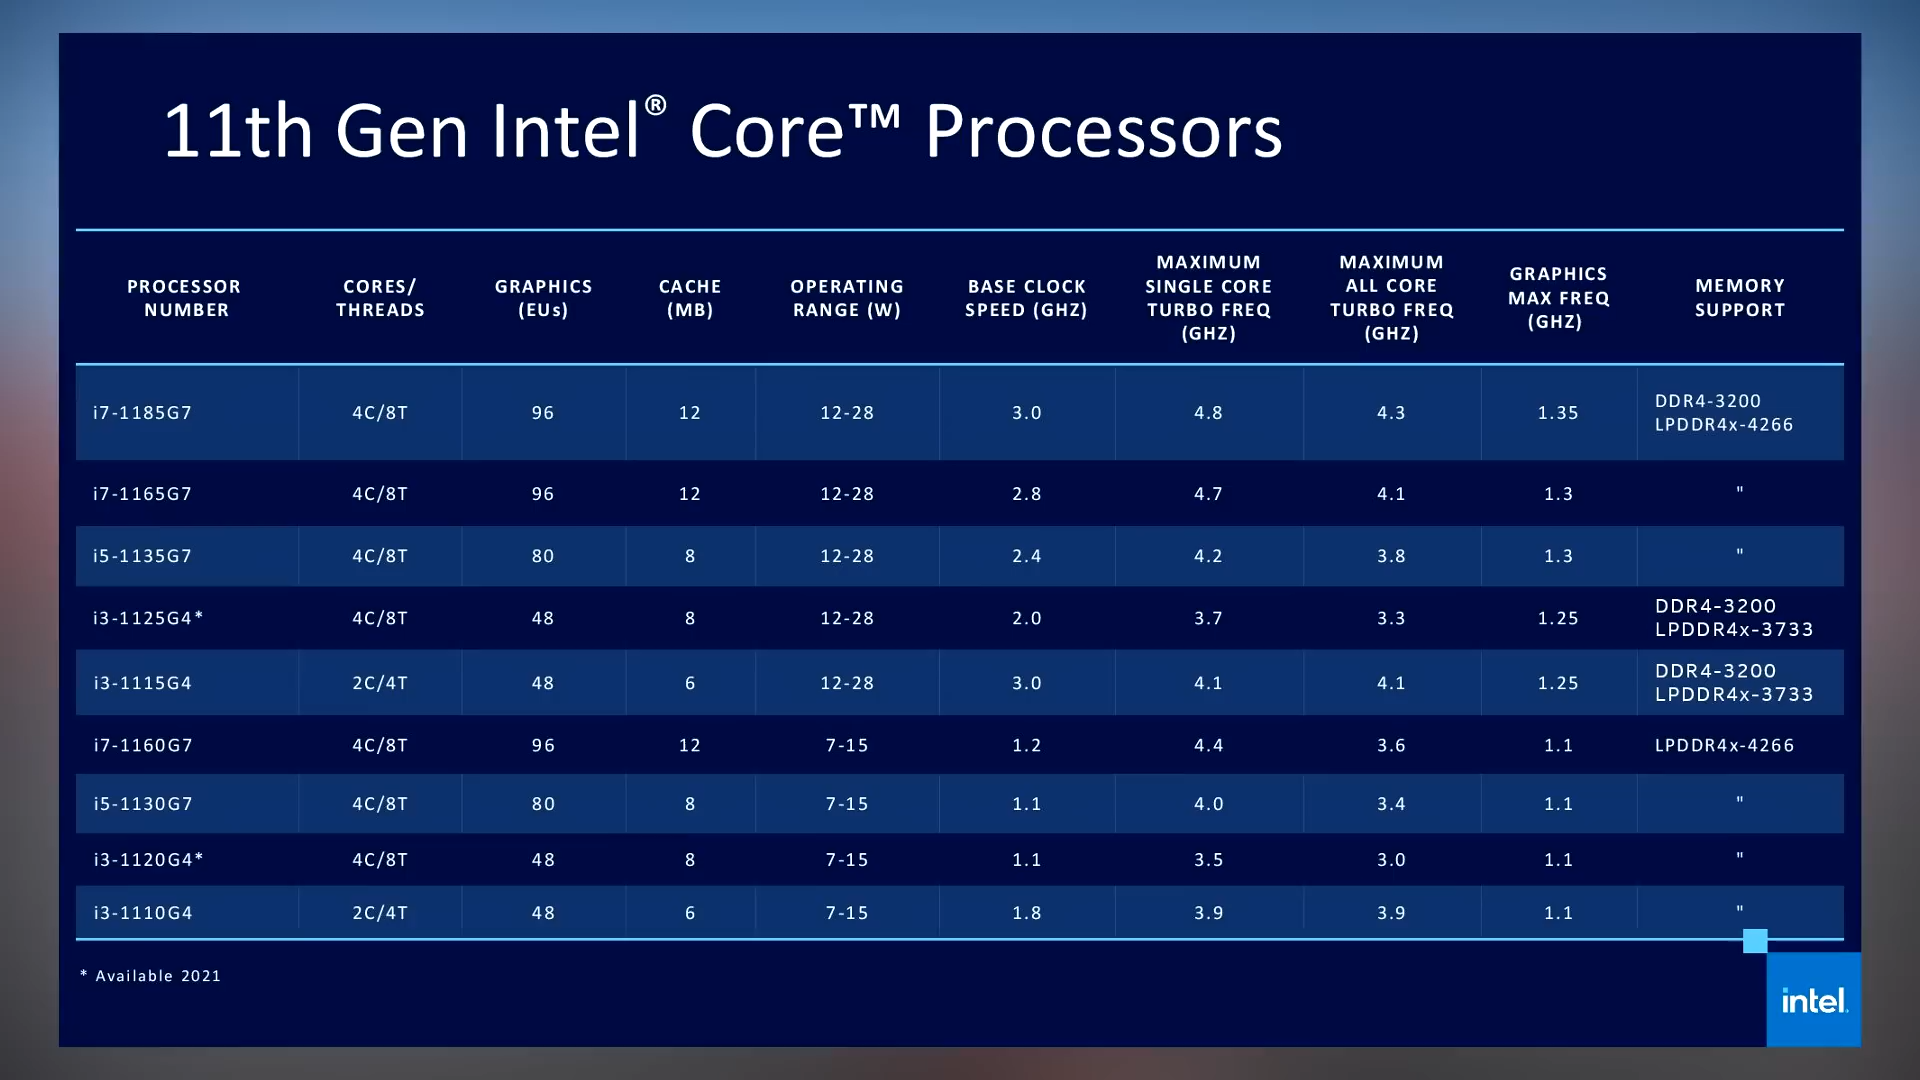 11th Gen Intel® Core™ Processors
PROCESSOR NUMBER CORES/ THREADS GRAPHICS (EUs) CACHE (MB) OPERATING RANGE (W) BASE CLOCK SPEED (GHZ) MAXIMUM SINGLE CORE TURBO FREQ (GHZ) MAXIMUM ALL CORE TURBO FREQ (GHZ) GRAPHICS MAX FREQ (GHZ) MEMORY SUPPORT
i7-1185G7 4C/8T 96 12 12-28 3.0 4.8 4.3 1.35 DDR4-3200 LPDDR4x-4266
i7-1165G7 4C/8T 96 12 12-28 2.8 4.7 4.1 1.3 "
i5-1135G7 4C/8T 80 8 12-28 2.4 4.2 3.8 1.3 "
i3-1125G4* 4C/8T 48 8 12-28 2.0 3.7 3.3 1.25 DDR4-3200 LPDDR4x-3733
i3-1115G4 2C/4T 48 6 12-28 3.0 4.1 4.1 1.25 DDR4-3200 LPDDR4x-3733
i7-1160G7 4C/8T 96 12 7-15 1.2 4.4 3.6 1.1 LPDDR4x-4266
i5-1130G7 4C/8T 80 8 7-15 1.1 4.0 3.4 1.1 "
i3-1120G4* 4C/8T 48 8 7-15 1.1 3.5 3.0 1.1 "
i3-1110G4 2C/4T 48 6 7-15 1.8 3.9 3.9 1.1 "
* Available 2021
intel.